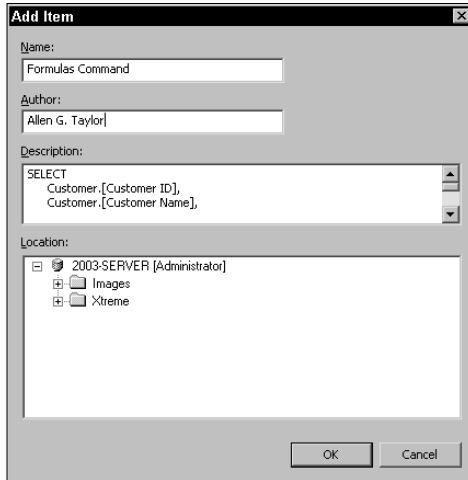 Add Item
Name:
Formulas Command
Author:
Allen G. Taylor
Description:
SELECT
Customer.[Customer ID],
Customer.[Customer Name],
Location:
2003-SERVER [Administrator]
Images
Xtreme
OK
Cancel